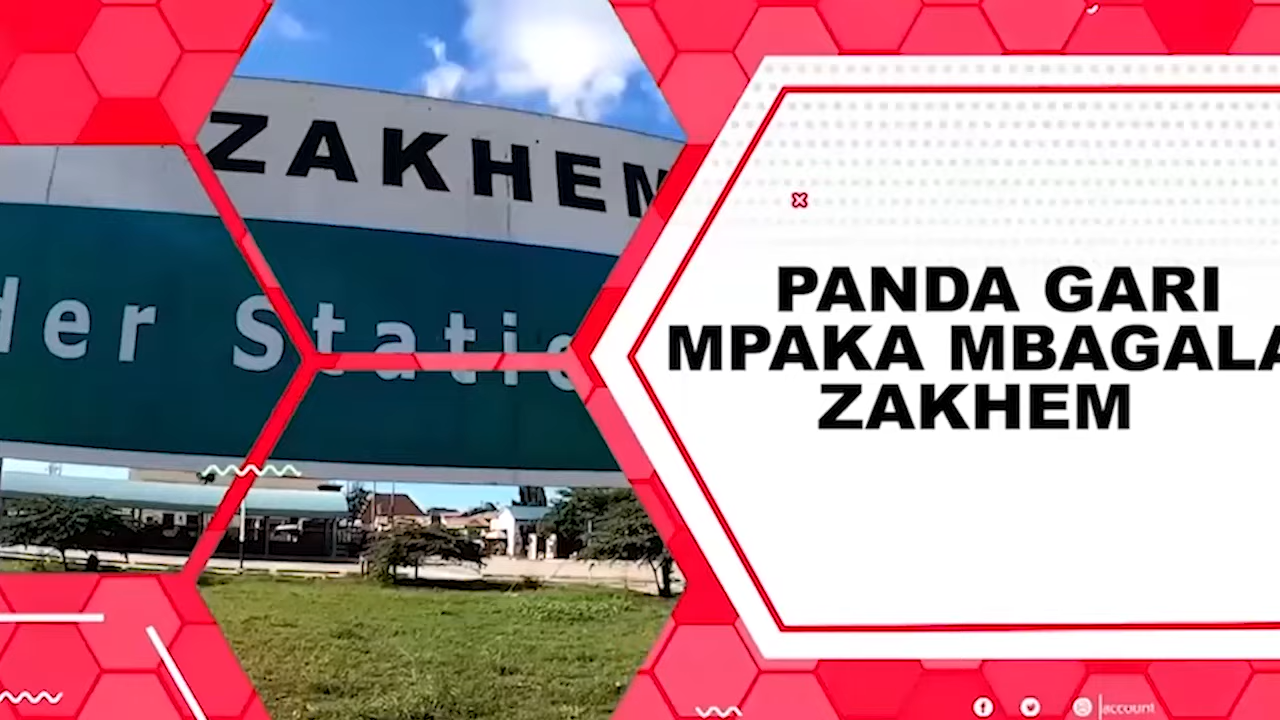 ZAKHEM
der Statio
PANDA GARI
MPAKA MBAGALA
ZAKHEM
account